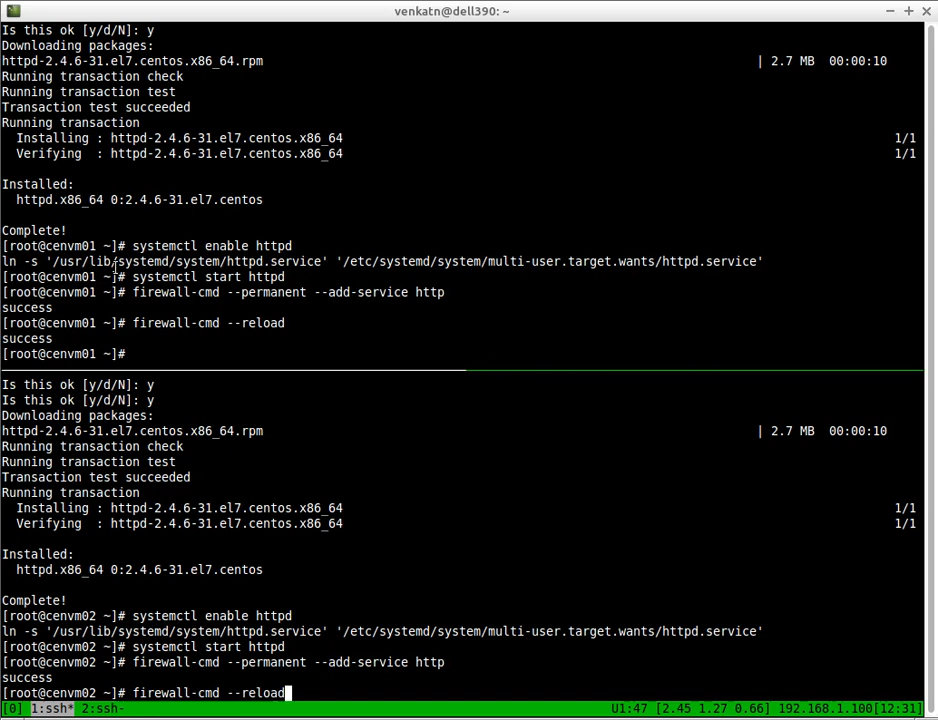 venkatn@dell390: ~
Is this ok [y/d/N]: y
Downloading packages:
httpd-2.4.6-31.el7.centos.x86_64.rpm | 2.7 MB 00:00:10
Running transaction check
Running transaction test
Transaction test succeeded
Running transaction
Installing : httpd-2.4.6-31.el7.centos.x86_64 1/1
Verifying : httpd-2.4.6-31.el7.centos.x86_64 1/1
Installed:
httpd.x86_64 0:2.4.6-31.el7.centos
Complete!
[root@cenvm01 ~]# systemctl enable httpd
ln -s '/usr/lib/systemd/system/httpd.service' '/etc/systemd/system/multi-user.target.wants/httpd.service'
[root@cenvm01 ~]# systemctl start httpd
[root@cenvm01 ~]# firewall-cmd --permanent --add-service http
success
[root@cenvm01 ~]# firewall-cmd --reload
success
[root@cenvm01 ~]#
Is this ok [y/d/N]: y
Is this ok [y/d/N]: y
Downloading packages:
httpd-2.4.6-31.el7.centos.x86_64.rpm | 2.7 MB 00:00:10
Running transaction check
Running transaction test
Transaction test succeeded
Running transaction
Installing : httpd-2.4.6-31.el7.centos.x86_64 1/1
Verifying : httpd-2.4.6-31.el7.centos.x86_64 1/1
Installed:
httpd.x86_64 0:2.4.6-31.el7.centos
Complete!
[root@cenvm02 ~]# systemctl enable httpd
ln -s '/usr/lib/systemd/system/httpd.service' '/etc/systemd/system/multi-user.target.wants/httpd.service'
[root@cenvm02 ~]# systemctl start httpd
[root@cenvm02 ~]# firewall-cmd --permanent --add-service http
success
[root@cenvm02 ~]# firewall-cmd --reload
[0] 1:ssh* 2:ssh- U1:47 [2.45 1.27 0.66] 192.168.1.100[12:31]